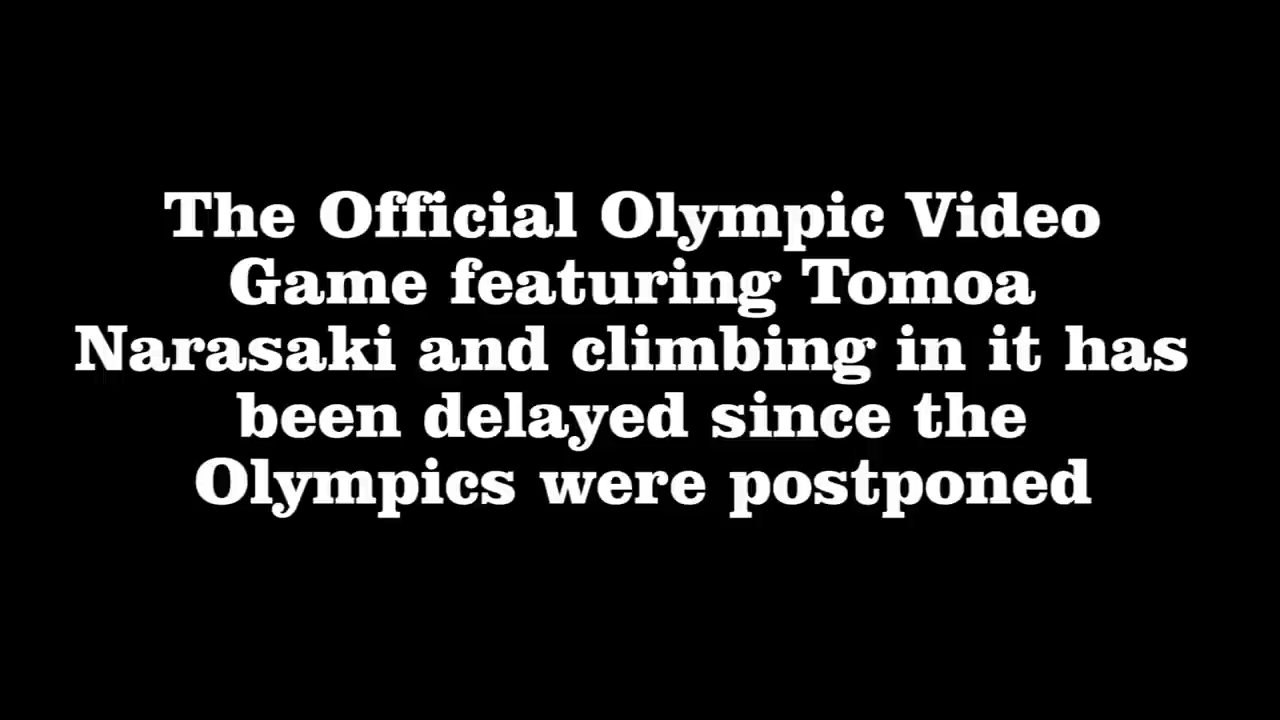 The Official Olympic Video
Game featuring Tomoa
Narasaki and climbing in it has
been delayed since the
Olympics were postponed